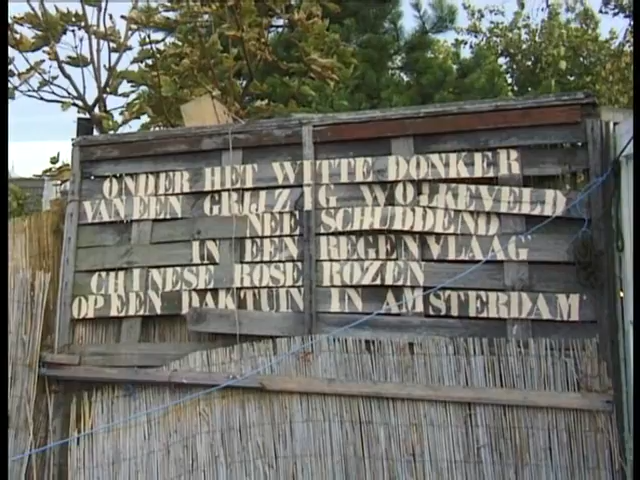 ONDER HET WITTE DONKER
VAN EEN GRIJZIG WOLKEVELD
NEE SCHUDDEND
IN EEN REGENVLAAG
CHINESE ROSE ROZEN
OP EEN DAKTUIN IN AMSTERDAM